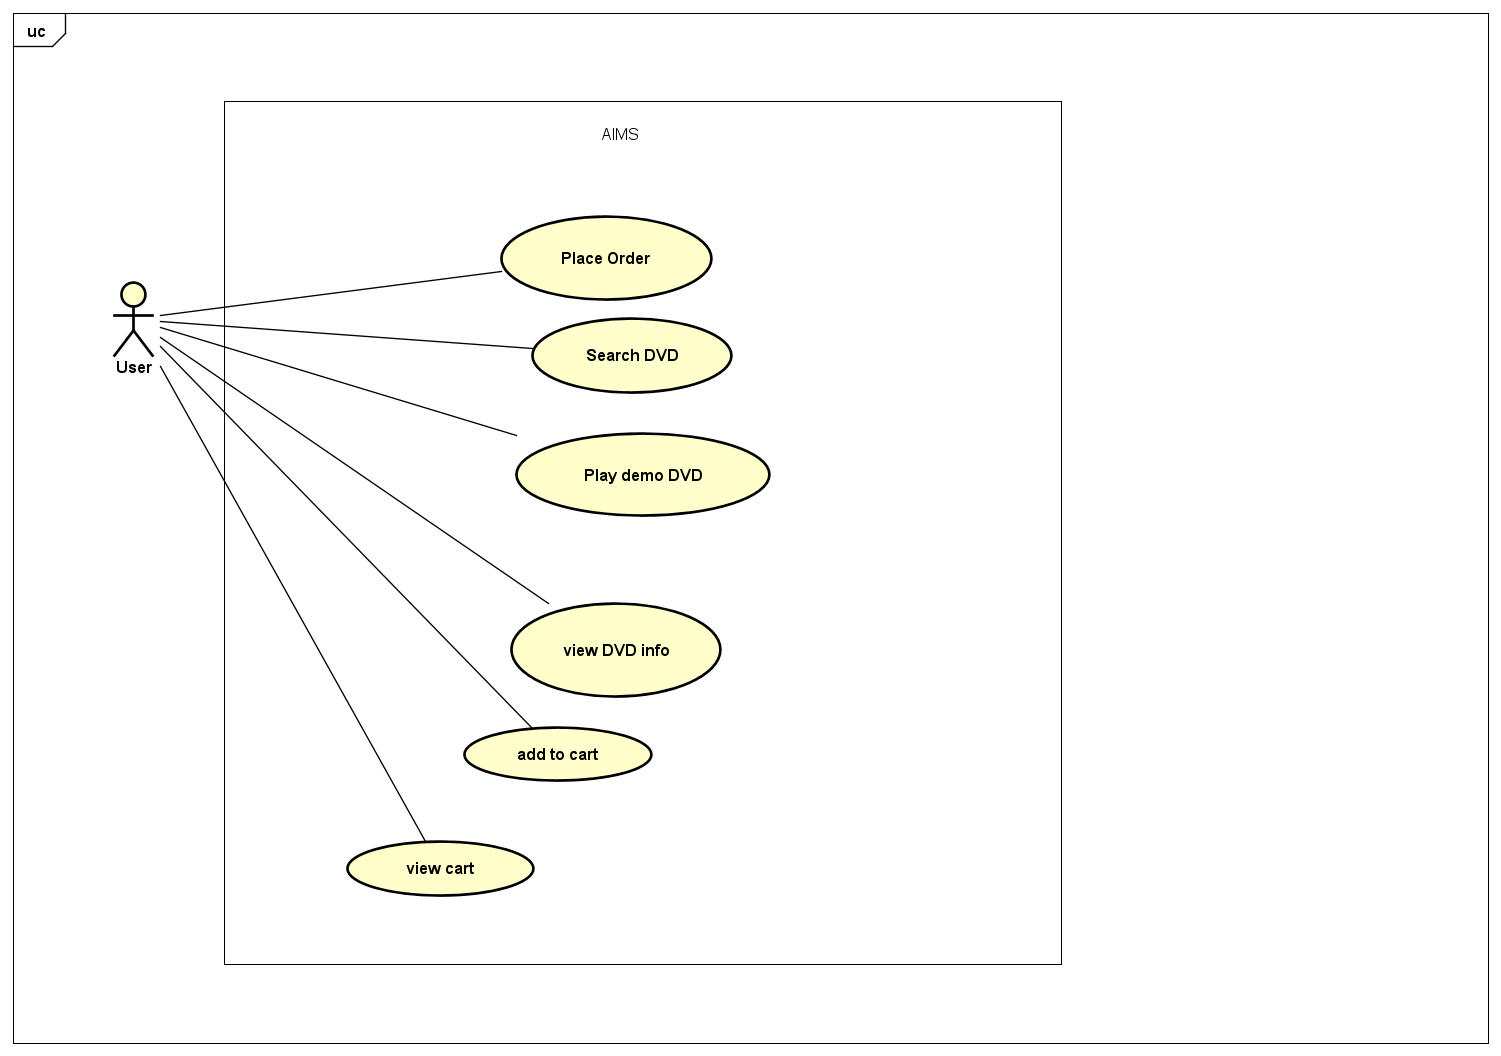 uc
AIMS
Place Order
Search DVD
User
Play demo DVD
view DVD info
add to cart
view cart